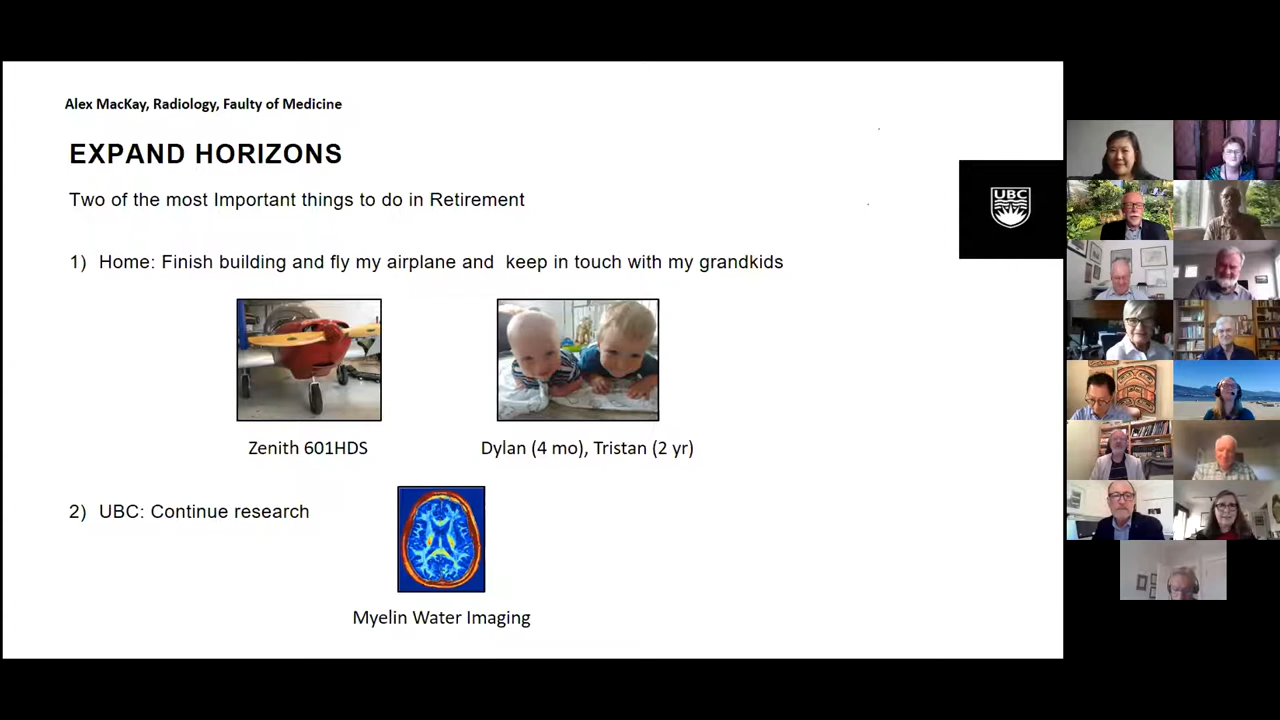 Alex MacKay, Radiology, Faulty of Medicine
EXPAND HORIZONS
Two of the most Important things to do in Retirement
UBC
1) Home: Finish building and fly my airplane and keep in touch with my grandkids
Zenith 601HDS
Dylan (4 mo), Tristan (2 yr)
2) UBC: Continue research
Myelin Water Imaging